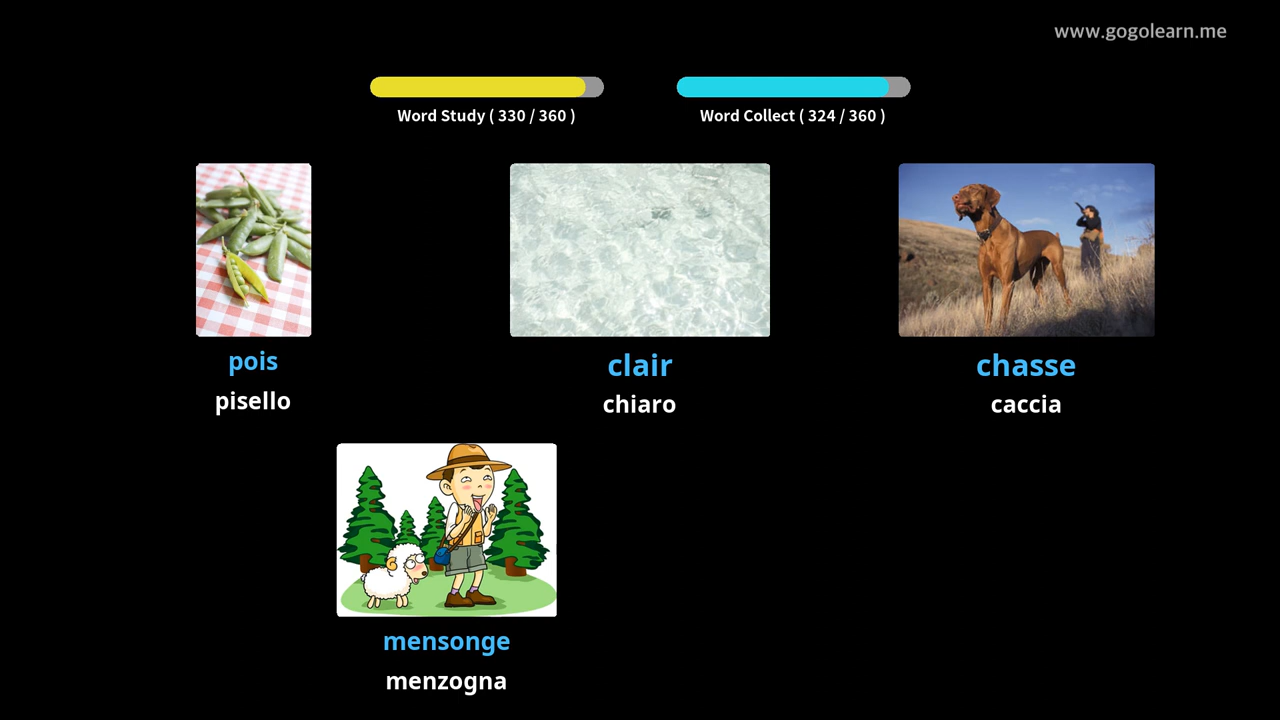 www.gogolearn.me
Word Study ( 330 / 360 )
Word Collect ( 324 / 360 )
pois
pisello
clair
chiaro
chasse
caccia
mensonge
menzogna